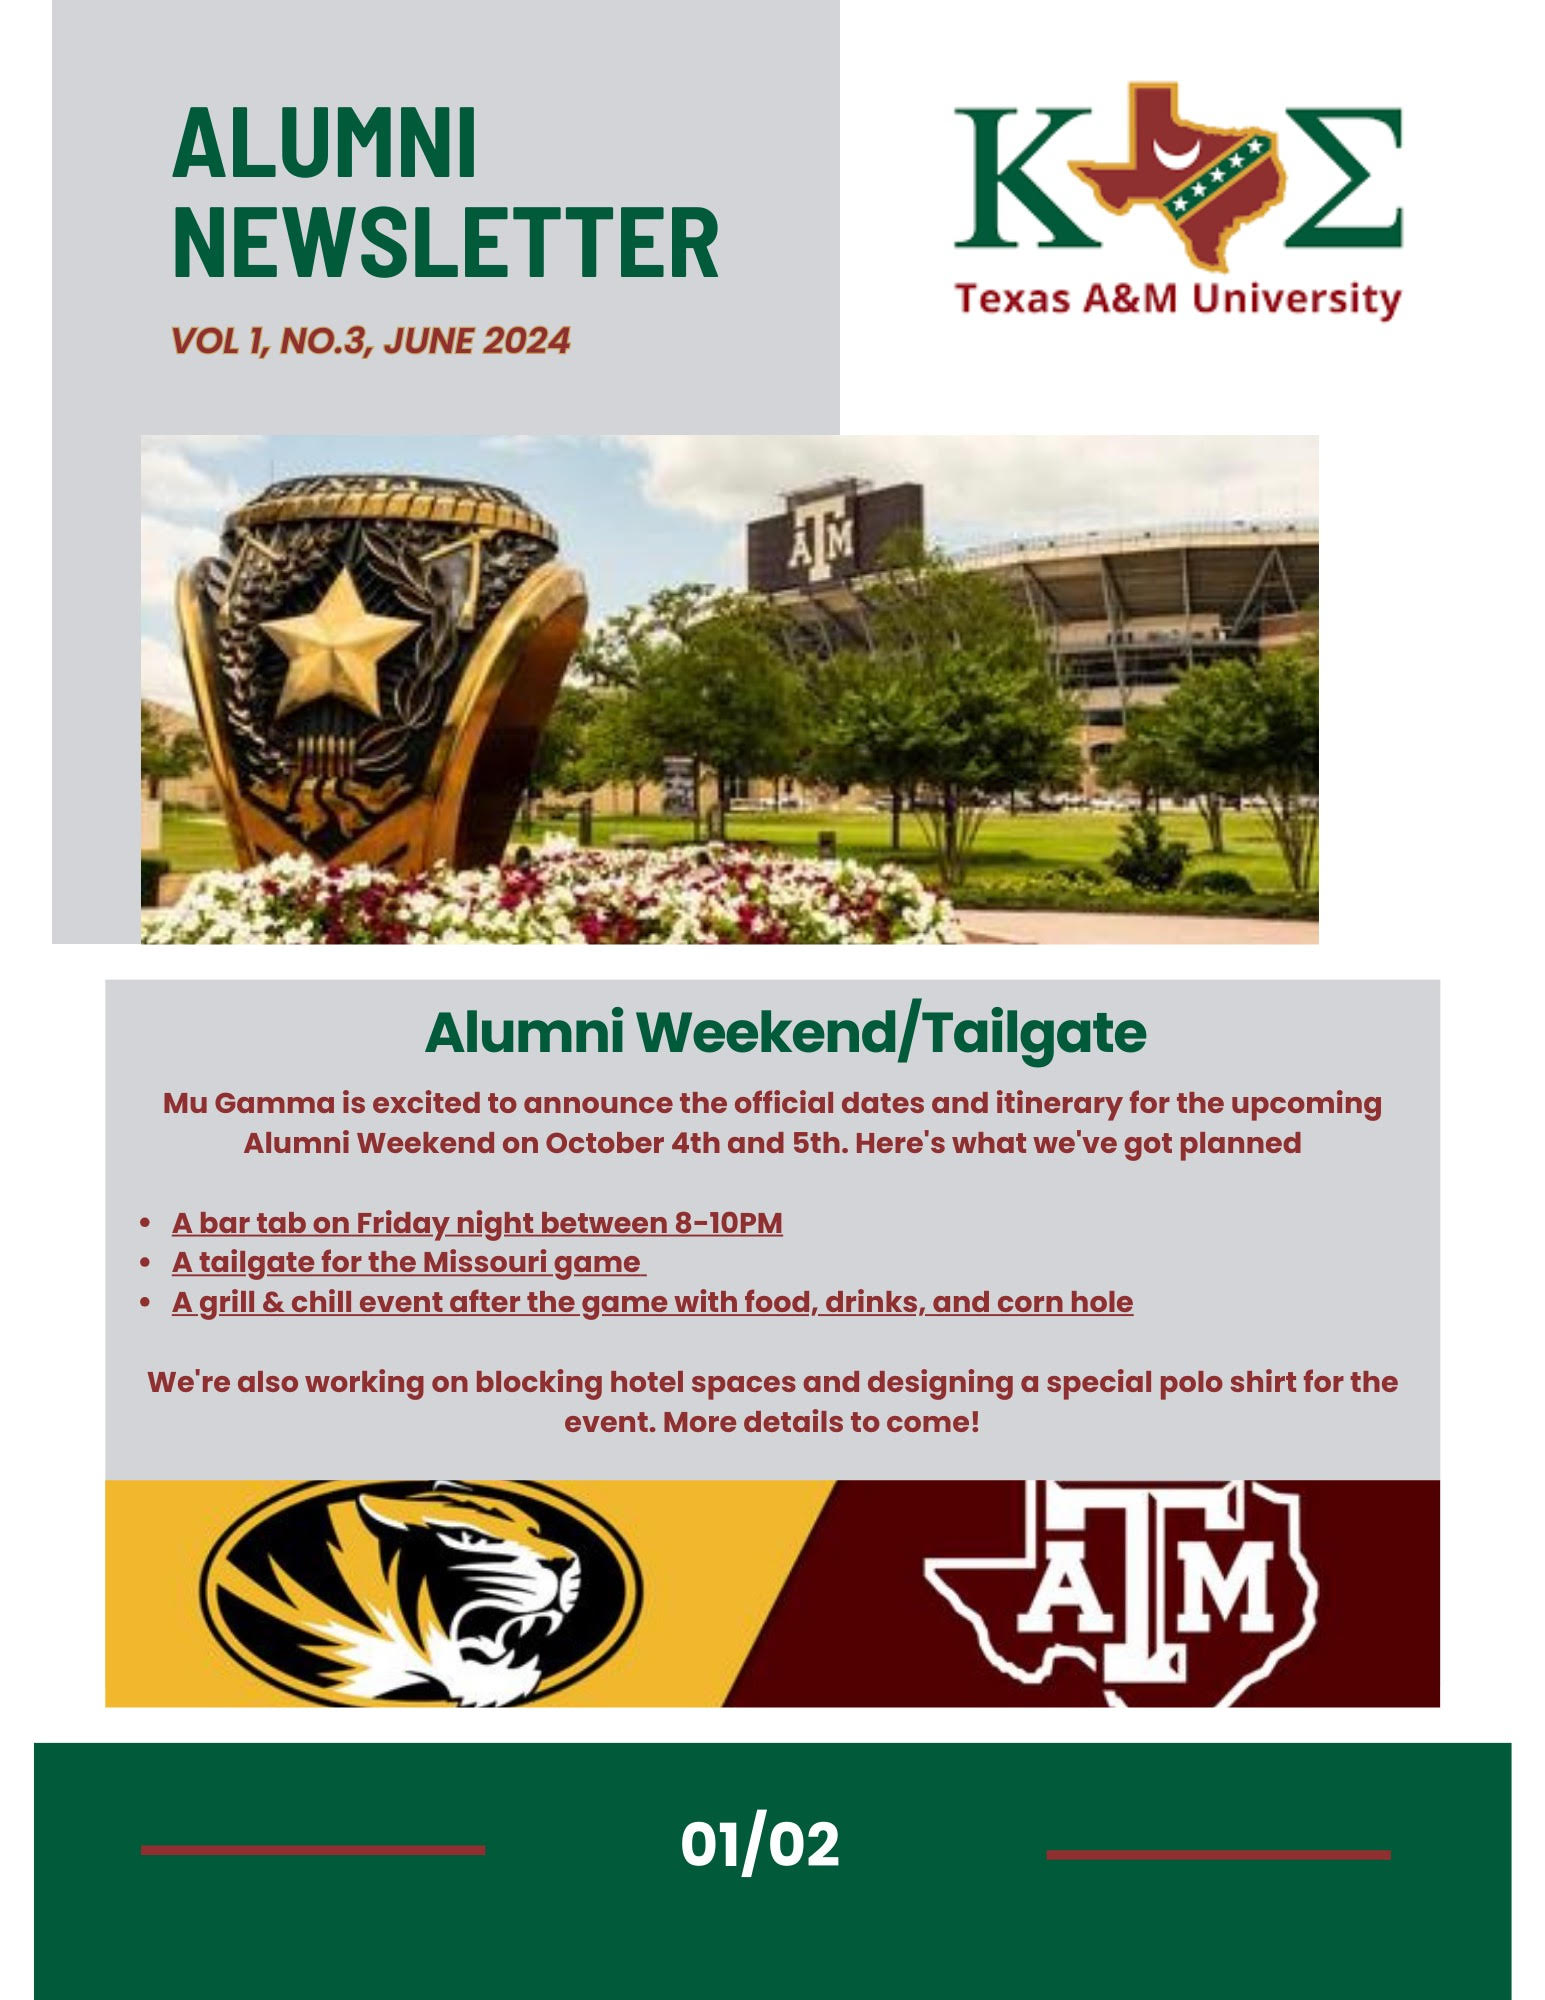 ALUMNI
NEWSLETTER
VOL 1, NO.3, JUNE 2024
Κ Σ
Texas A&M University
ATM
Alumni Weekend/Tailgate
Mu Gamma is excited to announce the official dates and itinerary for the upcoming
Alumni Weekend on October 4th and 5th. Here's what we've got planned
• A bar tab on Friday night between 8-10PM
• A tailgate for the Missouri game
• A grill & chill event after the game with food, drinks, and corn hole
We're also working on blocking hotel spaces and designing a special polo shirt for the
event. More details to come!
ATM
01/02